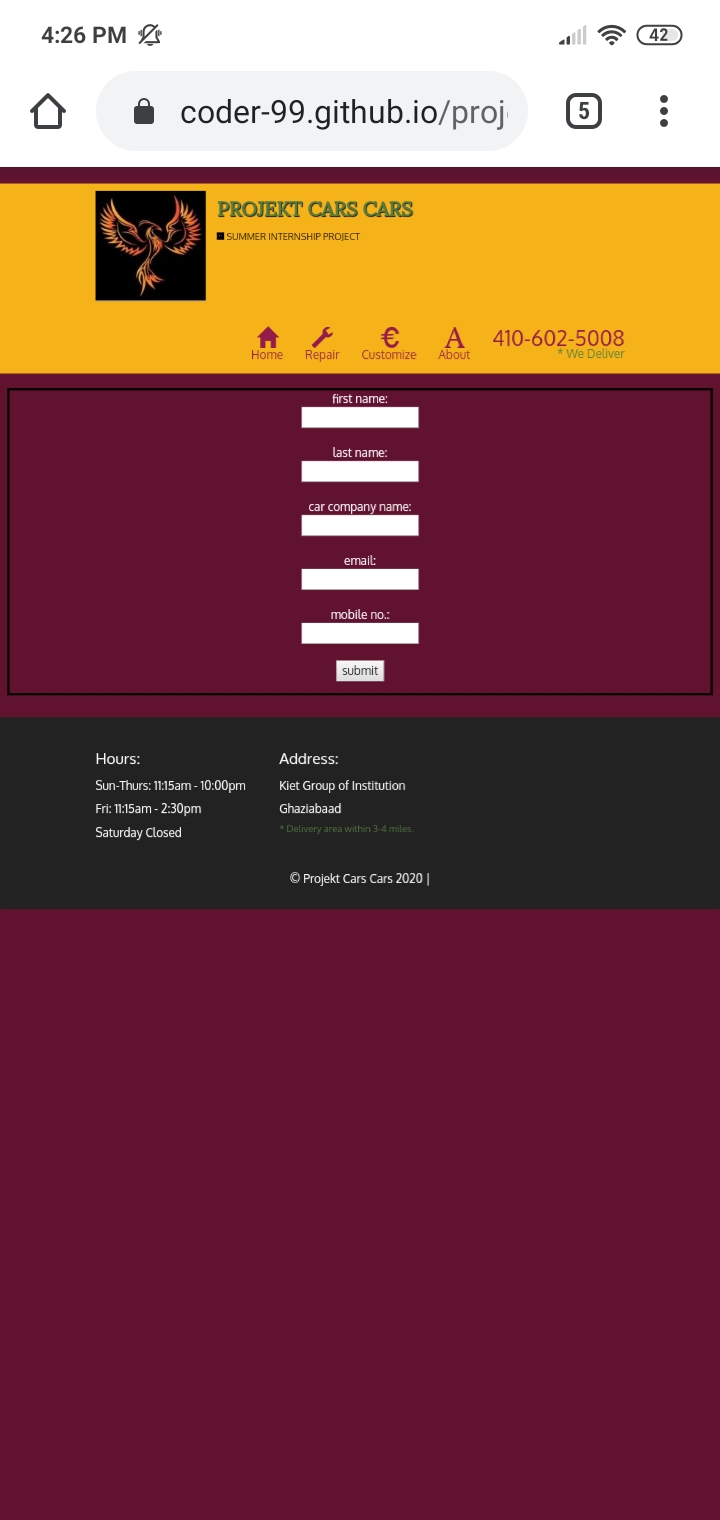 4:26 PM
42
coder-99.github.io/proj
5
PROJEKT CARS CARS
SUMMER INTERNSHIP PROJECT
€ A
Home Repair Customize About
410-602-5008
* We Deliver
first name:
last name:
car company name:
email:
mobile no.:
submit
Hours:
Sun-Thurs: 11:15am - 10:00pm
Fri: 11:15am - 2:30pm
Saturday Closed
Address:
Kiet Group of Institution
Ghaziabaad
* Delivery area within 3-4 miles.
© Projekt Cars Cars 2020 |